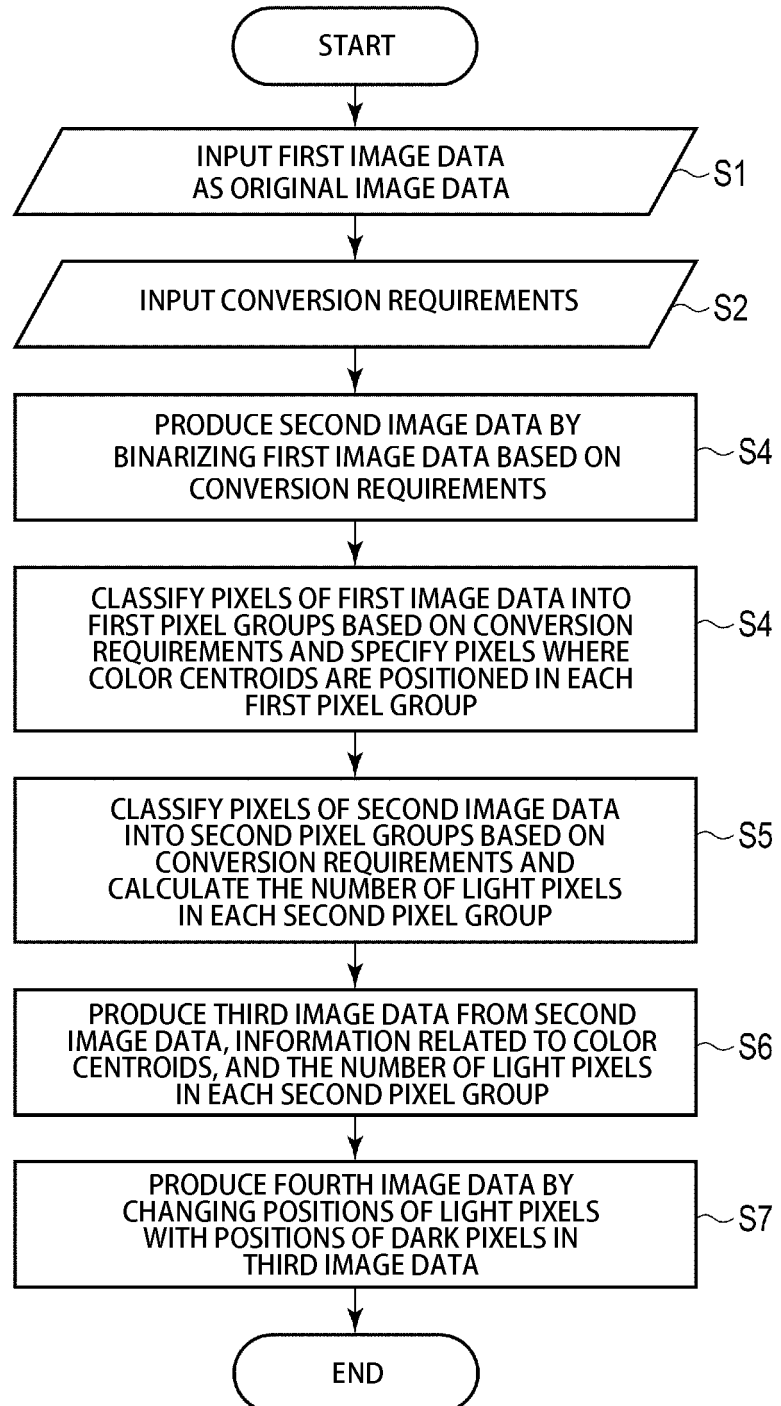 START
INPUT FIRST IMAGE DATA
AS ORIGINAL IMAGE DATA
S1
INPUT CONVERSION REQUIREMENTS
S2
PRODUCE SECOND IMAGE DATA BY
BINARIZING FIRST IMAGE DATA BASED ON
CONVERSION REQUIREMENTS
S4
CLASSIFY PIXELS OF FIRST IMAGE DATA INTO
FIRST PIXEL GROUPS BASED ON CONVERSION
REQUIREMENTS AND SPECIFY PIXELS WHERE
COLOR CENTROIDS ARE POSITIONED IN EACH
FIRST PIXEL GROUP
S4
CLASSIFY PIXELS OF SECOND IMAGE DATA
INTO SECOND PIXEL GROUPS BASED ON
CONVERSION REQUIREMENTS AND
CALCULATE THE NUMBER OF LIGHT PIXELS
IN EACH SECOND PIXEL GROUP
S5
PRODUCE THIRD IMAGE DATA FROM SECOND
IMAGE DATA, INFORMATION RELATED TO COLOR
CENTROIDS, AND THE NUMBER OF LIGHT PIXELS
IN EACH SECOND PIXEL GROUP
S6
PRODUCE FOURTH IMAGE DATA BY
CHANGING POSITIONS OF LIGHT PIXELS
WITH POSITIONS OF DARK PIXELS IN
THIRD IMAGE DATA
S7
END